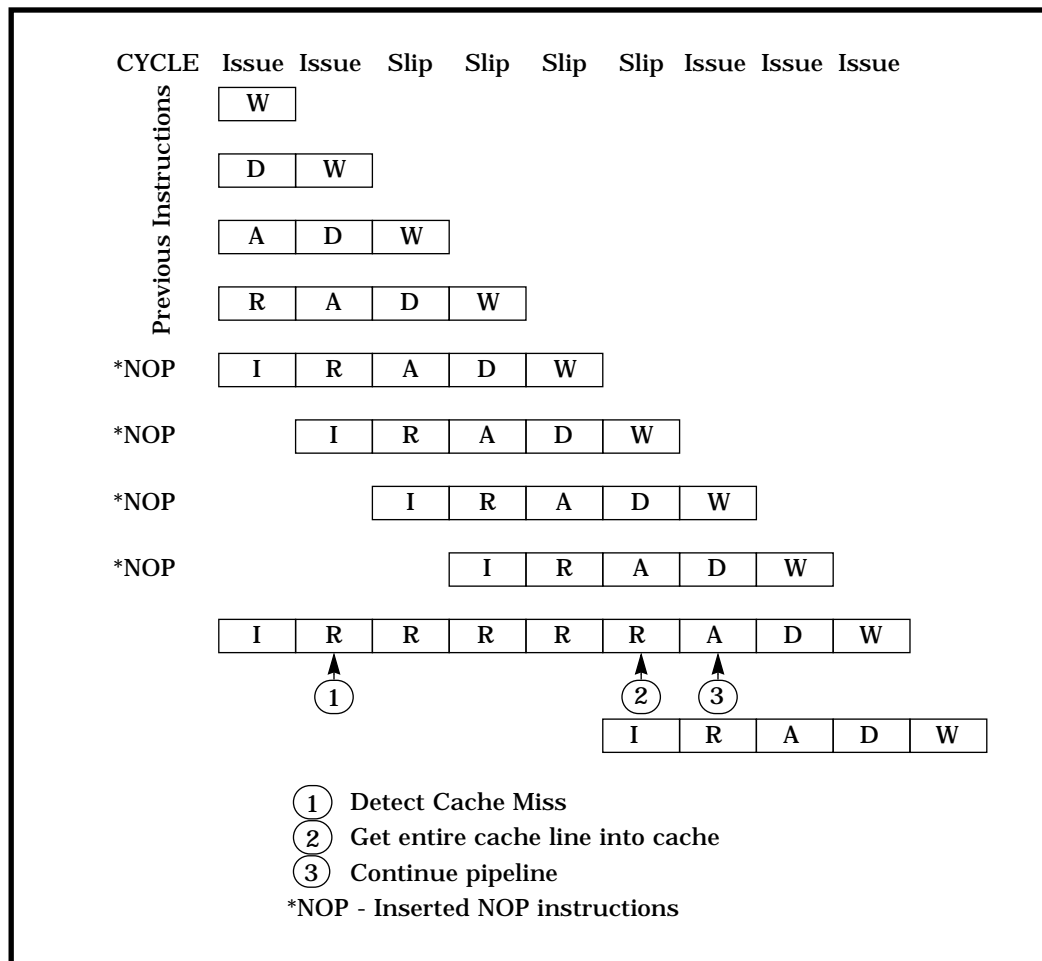 CYCLE Issue Issue Slip Slip Slip Slip Issue Issue Issue
Previous Instructions
W
D W
A D W
R A D W
*NOP I R A D W
*NOP I R A D W
*NOP I R A D W
*NOP I R A D W
I R R R R R A D W
1 2 3
I R A D W
1 Detect Cache Miss
2 Get entire cache line into cache
3 Continue pipeline
*NOP - Inserted NOP instructions